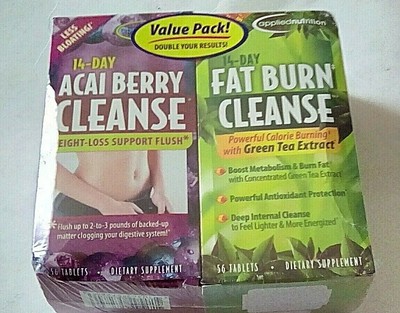 Value Pack!
DOUBLE YOUR RESULTS!
LESS
BLOATING!
14-DAY
ACAI BERRY
CLEANSE
EIGHT-LOSS SUPPORT FLUSH*
Flush up to 2-to-3 pounds of backed-up
matter clogging your digestive system!*
56 TABLETS
DIETARY SUPPLEMENT
appliednutrition
14-DAY
FAT BURN
CLEANSE
Powerful Calorie Burning*
with Green Tea Extract
Boost Metabolism & Burn Fat*
with Concentrated Green Tea Extract
Powerful Antioxidant Protection*
Deep Internal Cleanse
to Feel Lighter & More Energized*
56 TABLETS
DIETARY SUPPLEMENT